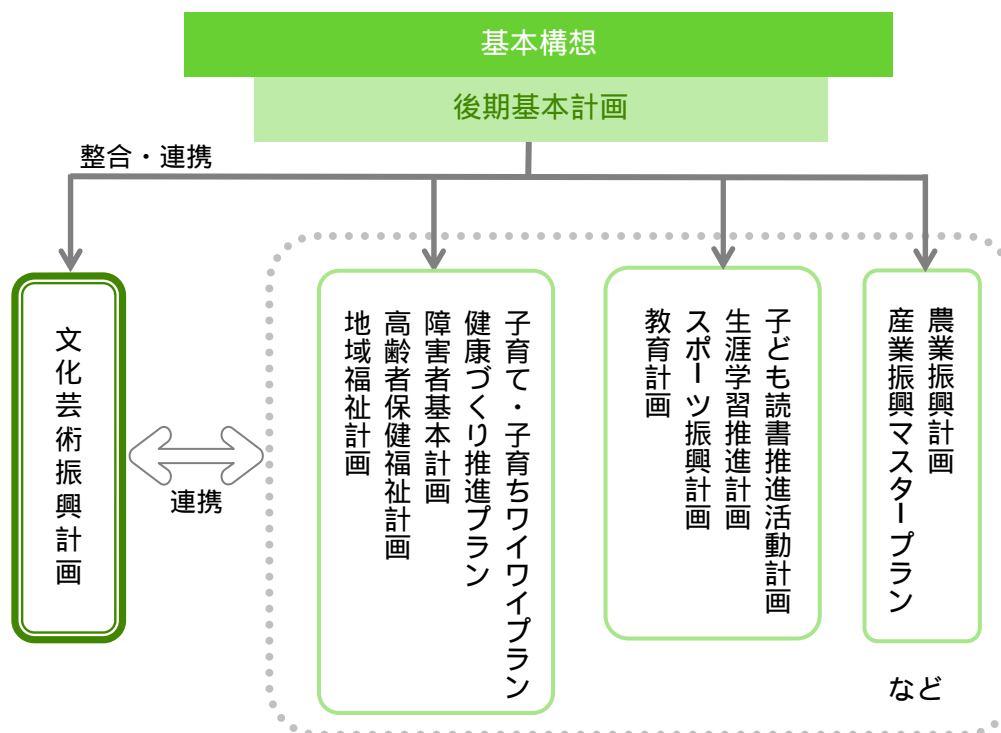 基本構想
後期基本計画
整合・連携
文化芸術振興計画
連携
子育て・子育ちワイワイプラン
健康づくり推進プラン
障害者基本計画
高齢者保健福祉計画
地域福祉計画
子ども読書推進活動計画
生涯学習推進計画
スポーツ振興計画
教育計画
農業振興計画
産業振興マスタープラン
など